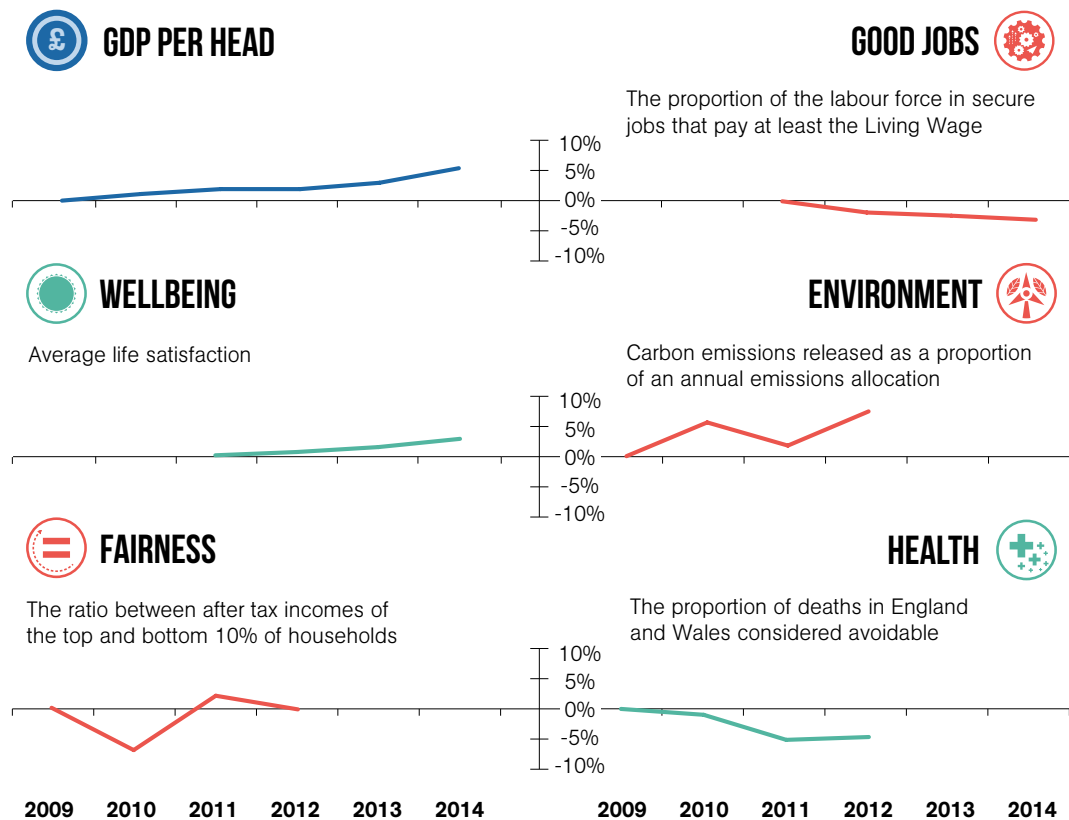 £
GDP PER HEAD
GOOD JOBS
The proportion of the labour force in secure
jobs that pay at least the Living Wage
10%
5%
0%
-5%
-10%
WELLBEING
Average life satisfaction
ENVIRONMENT
Carbon emissions released as a proportion
of an annual emissions allocation
10%
5%
0%
-5%
-10%
FAIRNESS
The ratio between after tax incomes of
the top and bottom 10% of households
HEALTH
The proportion of deaths in England
and Wales considered avoidable
10%
5%
0%
-5%
-10%
2009 2010 2011 2012 2013 2014
2009 2010 2011 2012 2013 2014